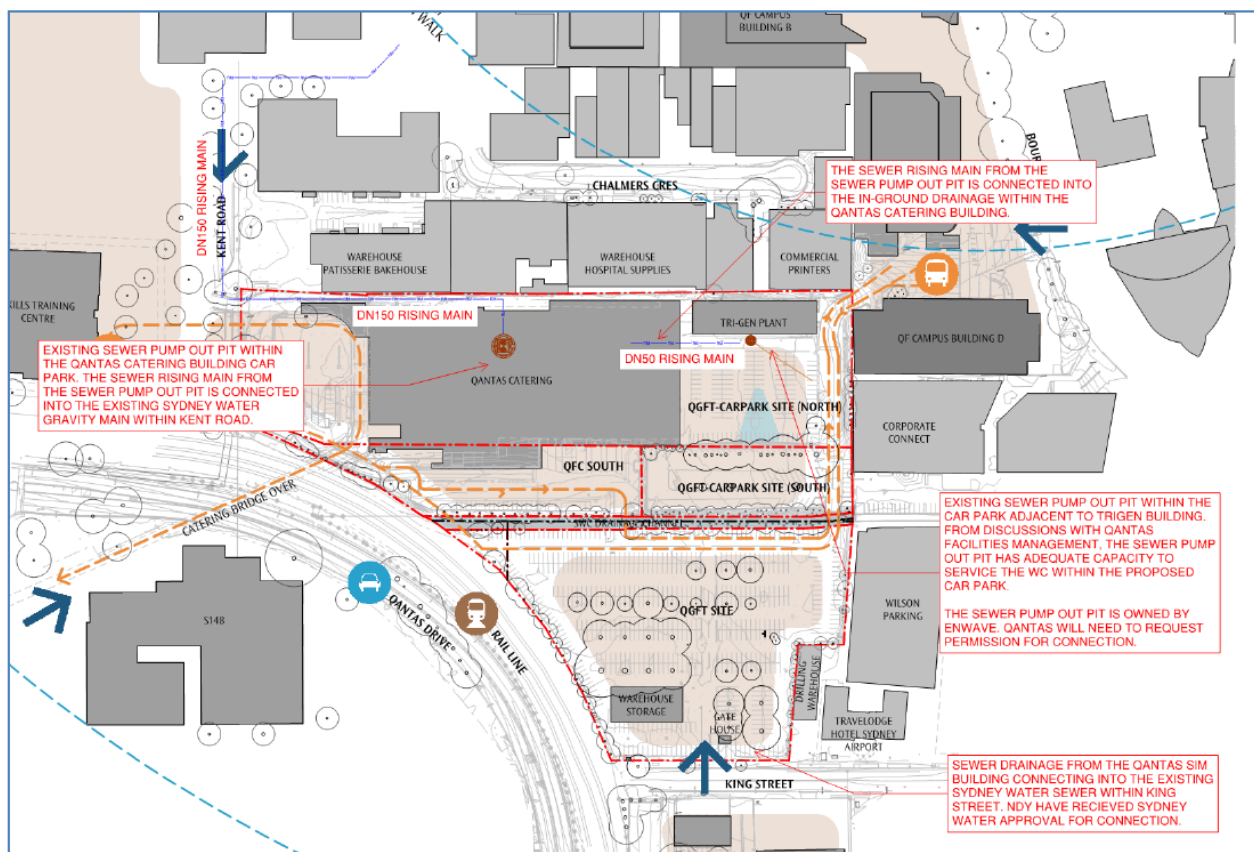 QF CAMPUS
BUILDING B
WALK
DN150 RISING MAIN
KENT ROAD
CHALMERS CRES
THE SEWER RISING MAIN FROM THE
SEWER PUMP OUT PIT IS CONNECTED INTO
THE IN-GROUND DRAINAGE WITHIN THE
QANTAS CATERING BUILDING.
BOUR
WAREHOUSE
PATISSERIE BAKEHOUSE
WAREHOUSE
HOSPITAL SUPPLIES
COMMERCIAL
PRINTERS
KILLS TRAINING
CENTRE
DN150 RISING MAIN
TRI-GEN PLANT
QF CAMPUS BUILDING D
EXISTING SEWER PUMP OUT PIT WITHIN
THE QANTAS CATERING BUILDING CAR
PARK. THE SEWER RISING MAIN FROM
THE SEWER PUMP OUT PIT IS CONNECTED
INTO THE EXISTING SYDNEY WATER
GRAVITY MAIN WITHIN KENT ROAD.
DN50 RISING MAIN
QANTAS CATERING
QGFT-CARPARK SITE (NORTH)
CORPORATE
CONNECT
QFC SOUTH
QGFT-CARPARK SITE (SOUTH)
SWC DRAINAGE CHANNEL
CATERING BRIDGE OVER
EXISTING SEWER PUMP OUT PIT WITHIN THE
CAR PARK ADJACENT TO TRIGEN BUILDING.
FROM DISCUSSIONS WITH QANTAS
FACILITIES MANAGEMENT, THE SEWER PUMP
OUT PIT HAS ADEQUATE CAPACITY TO
SERVICE THE WC WITHIN THE PROPOSED
CAR PARK.
THE SEWER PUMP OUT PIT IS OWNED BY
ENWAVE. QANTAS WILL NEED TO REQUEST
PERMISSION FOR CONNECTION.
S14B
QANTAS DRIVE
RAIL LINE
QGFT SITE
WILSON
PARKING
WAREHOUSE
STORAGE
GATE
HOUSE
DRILLING
WAREHOUSE
TRAVELODGE
HOTEL SYDNEY
AIRPORT
KING STREET
SEWER DRAINAGE FROM THE QANTAS SIM
BUILDING CONNECTING INTO THE EXISTING
SYDNEY WATER SEWER WITHIN KING
STREET. NDY HAVE RECIEVED SYDNEY
WATER APPROVAL FOR CONNECTION.